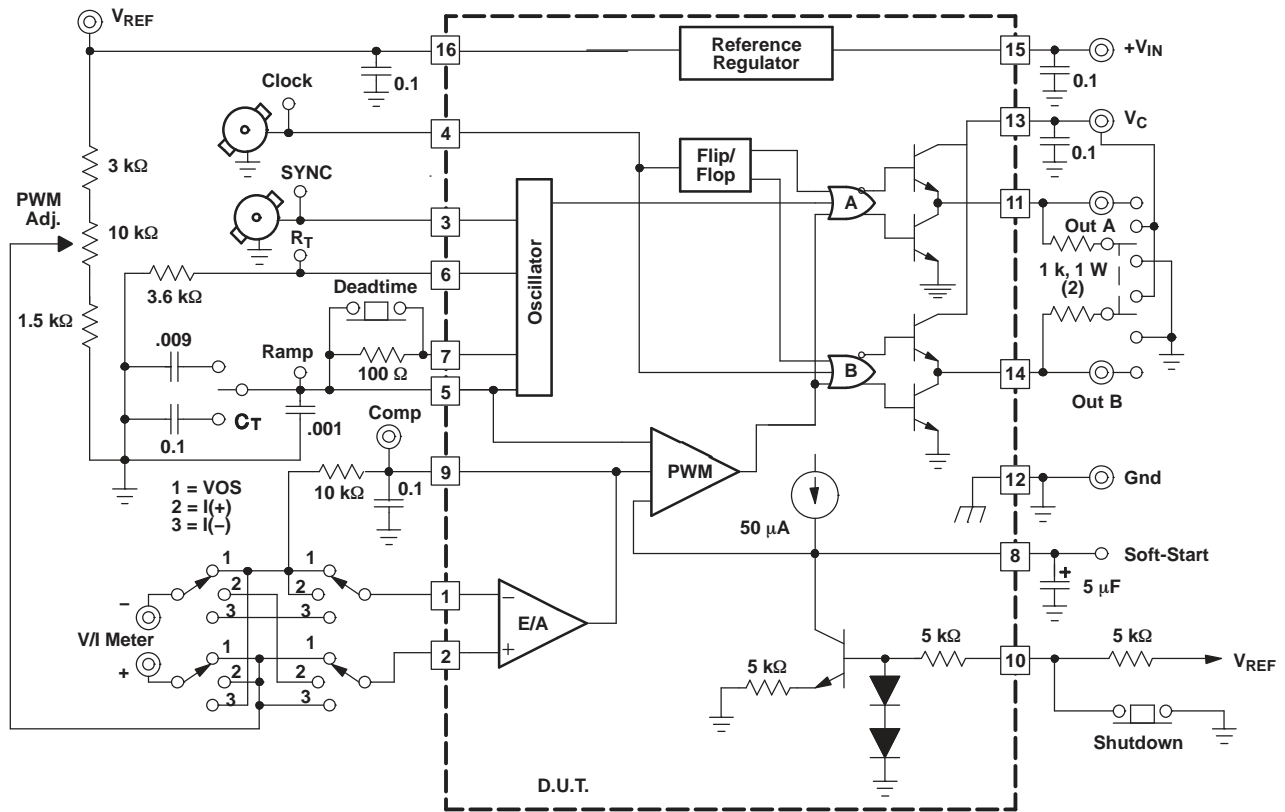 VREF
16
Reference
Regulator
15
+VIN
0.1
0.1
Clock
4
13
VC
0.1
3 kΩ
Flip/
Flop
SYNC
A
11
Out A
PWM
Adj.
10 kΩ
3
RT
6
3.6 kΩ
Oscillator
1 k, 1 W
(2)
Deadtime
1.5 kΩ
.009
Ramp
7
100 Ω
5
B
14
Out B
CT
0.1
.001
Comp
9
10 kΩ
0.1
PWM
12
Gnd
1 = VOS
2 = I(+)
3 = I(–)
50 μA
8
Soft-Start
+
5 μF
1
1
2
2
3
3
–
V/I Meter
+
1
1
2
2
3
3
1
–
E/A
+
2
5 kΩ
5 kΩ
10
5 kΩ
VREF
Shutdown
D.U.T.